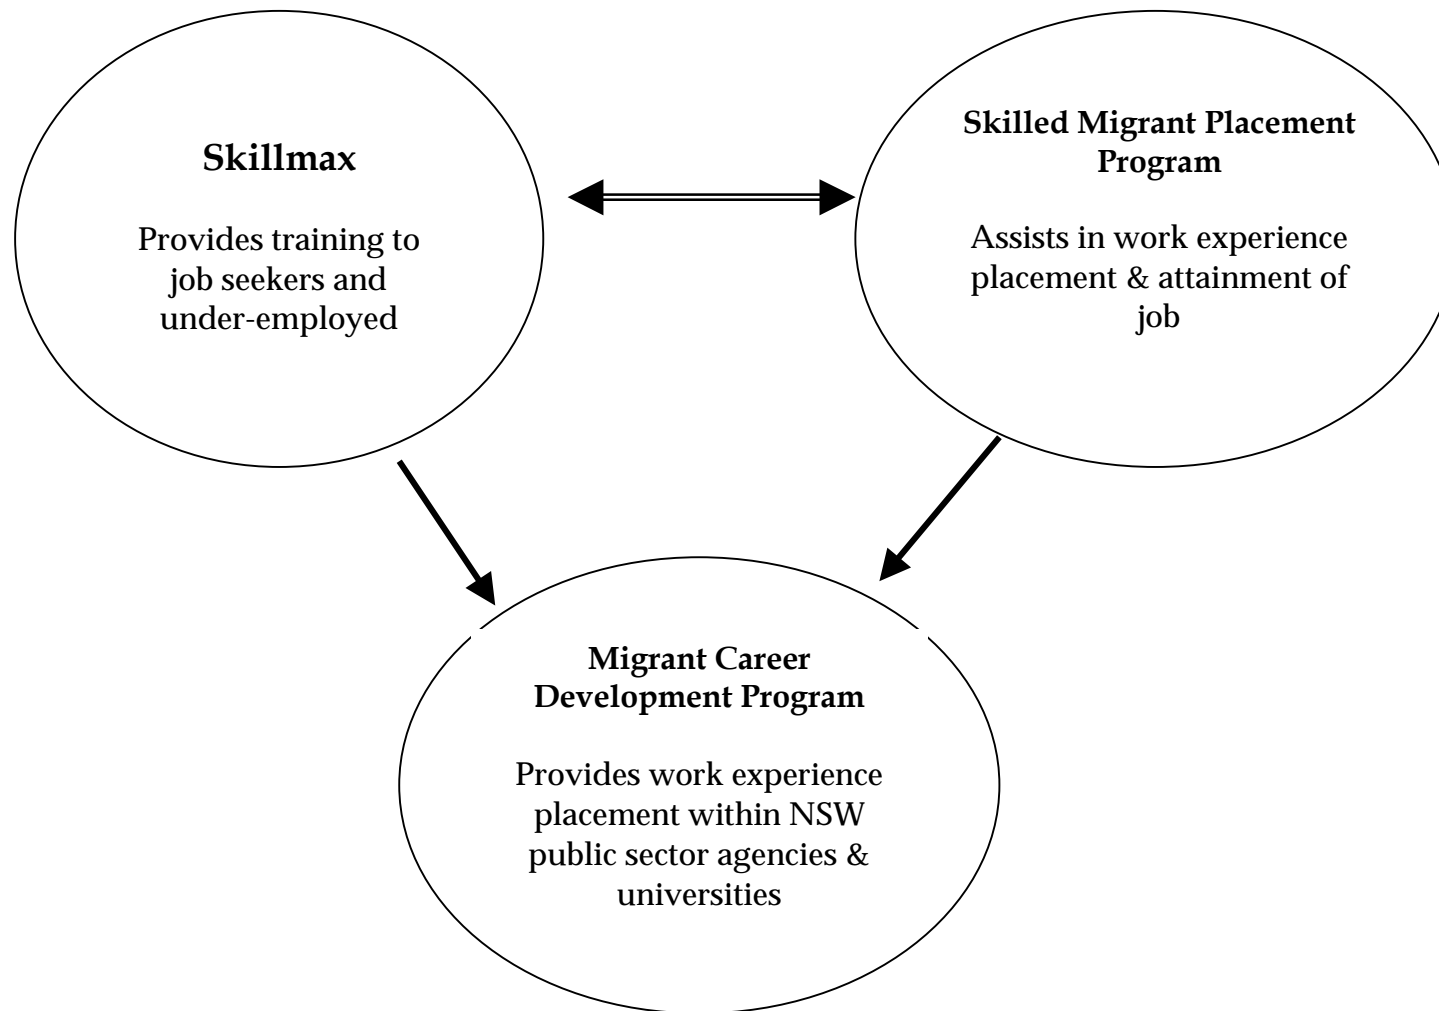 Skillmax
Provides training to
job seekers and
under-employed
Skilled Migrant Placement
Program
Assists in work experience
placement & attainment of
job
Migrant Career
Development Program
Provides work experience
placement within NSW
public sector agencies &
universities